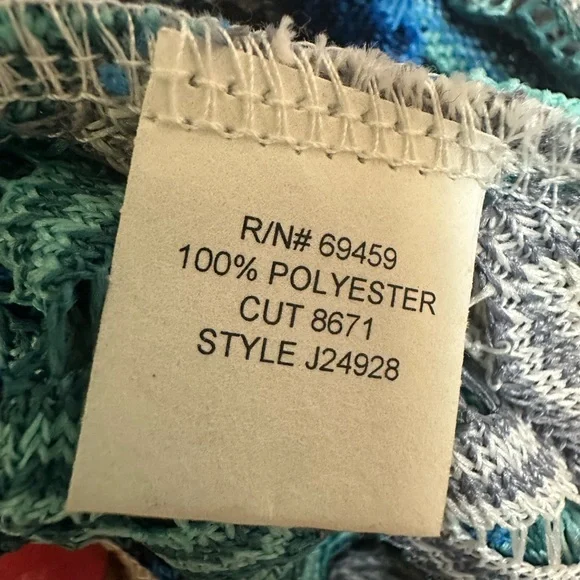 R/N# 69459
100% POLYESTER
CUT 8671
STYLE J24928